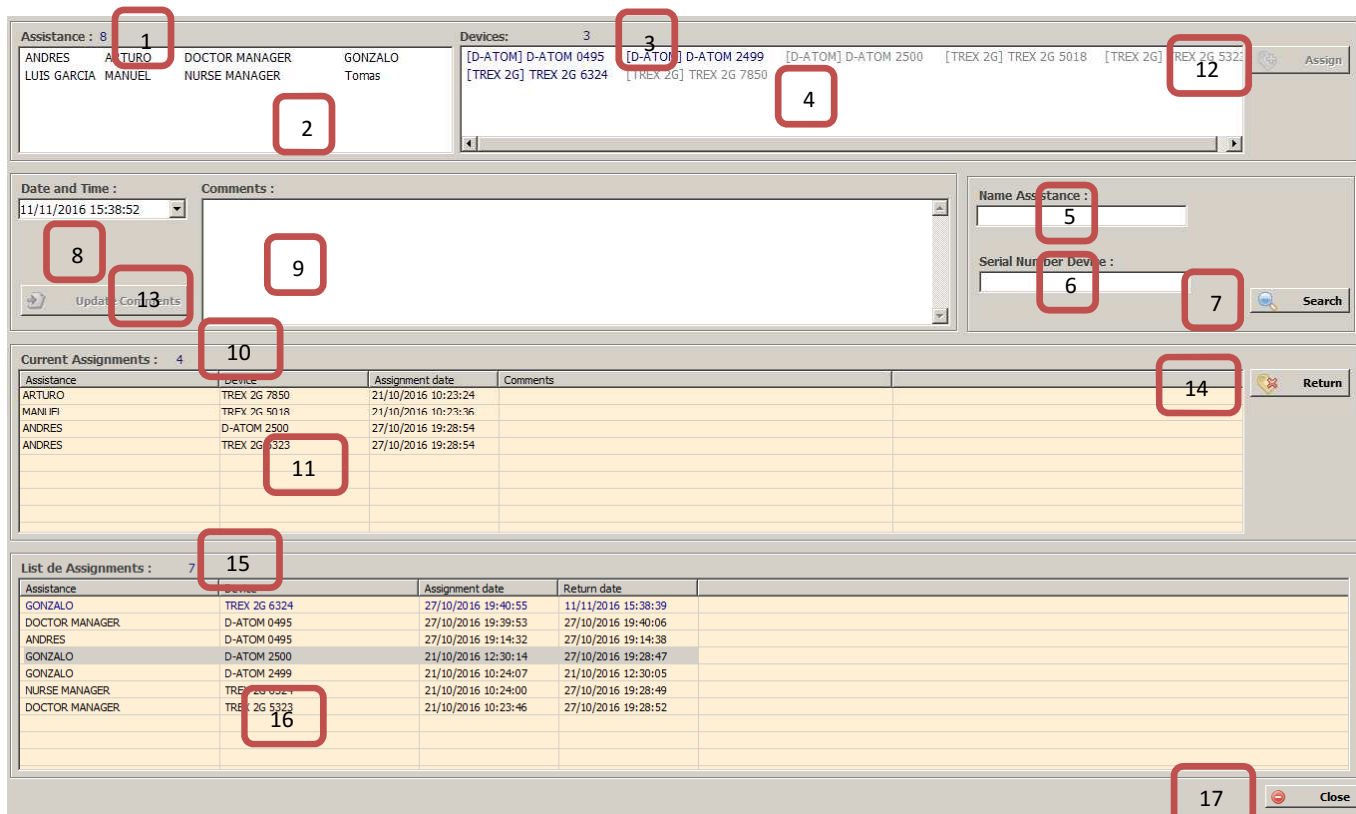 Assistance : 8 1 Devices: 3 3
ANDRES ARTURO DOCTOR MANAGER GONZALO [D-ATOM] D-ATOM 0495 [D-ATOM] D-ATOM 2499 [D-ATOM] D-ATOM 2500 [TREX 2G] TREX 2G 5018 [TREX 2G] TREX 2G 5323 12 Assign
LUIS GARCIA MANUEL NURSE MANAGER Tomas [TREX 2G] TREX 2G 6324 [TREX 2G] TREX 2G 7850
2 4
Date and Time : Comments : Name Assistance :
11/11/2016 15:38:52 5
8 9 Serial Number Device :
6
13 Update Comments 7 Search
Current Assignments : 4 10
Assistance Device Assignment date Comments 14 Return
ARTURO TREX 2G 7850 21/10/2016 10:23:24
MANUEL TREX 2G 5018 21/10/2016 10:23:36
ANDRES D-ATOM 2500 27/10/2016 19:28:54
ANDRES TREX 2G 5323 27/10/2016 19:28:54
11
List de Assignments : 7 15
Assistance Device Assignment date Return date
GONZALO TREX 2G 6324 27/10/2016 19:40:55 11/11/2016 15:38:39
DOCTOR MANAGER D-ATOM 0495 27/10/2016 19:39:53 27/10/2016 19:40:06
ANDRES D-ATOM 0495 27/10/2016 19:14:32 27/10/2016 19:14:38
GONZALO D-ATOM 2500 21/10/2016 12:30:14 27/10/2016 19:28:47
GONZALO D-ATOM 2499 21/10/2016 10:24:07 21/10/2016 12:30:05
NURSE MANAGER TREX 2G 6324 21/10/2016 10:24:00 27/10/2016 19:28:49
DOCTOR MANAGER TREX 2G 5323 21/10/2016 10:23:46 27/10/2016 19:28:52
16
17 Close